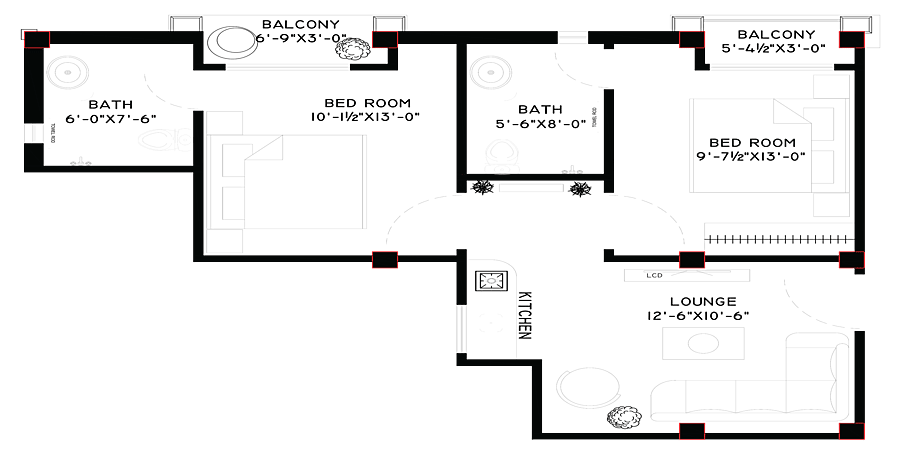 BALCONY
6'-9"X3'-0"
BALCONY
5'-4½"X3'-0"
BATH
6'-0"X7'-6"
BED ROOM
10'-1½"X13'-0"
BATH
5'-6"X8'-0"
BED ROOM
9'-7½"X13'-0"
TOWEL ROD
TOWEL ROD
LCD
LOUNGE
12'-6"X10'-6"
KITCHEN